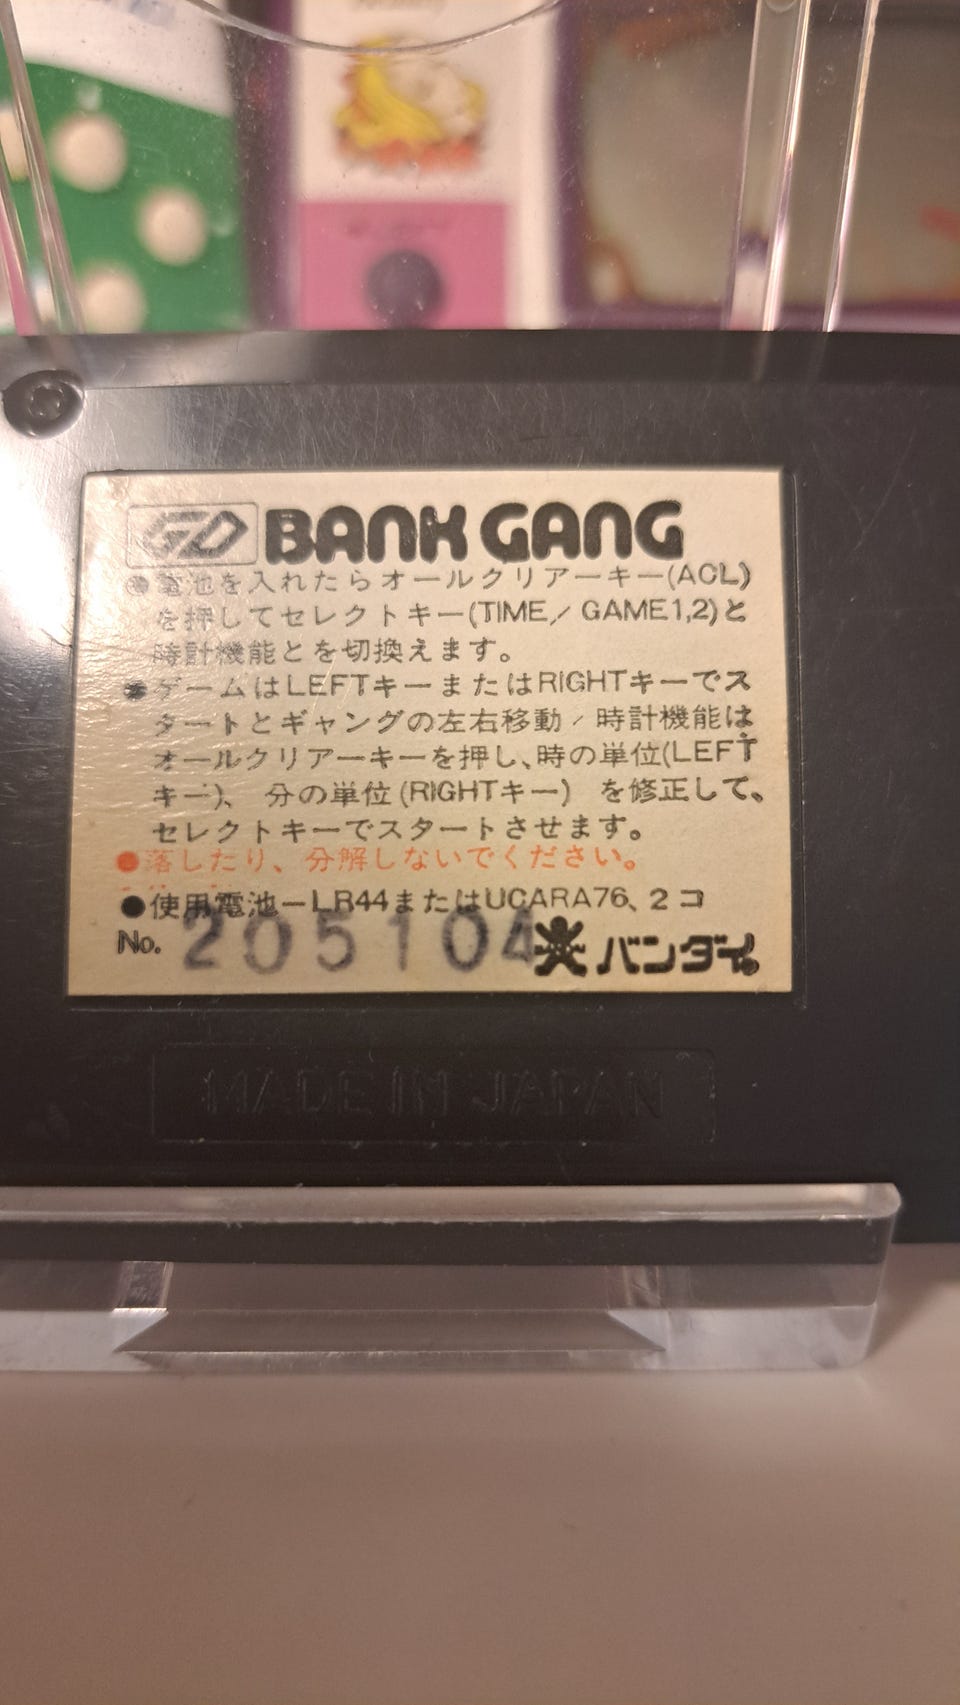 GD BANK GANG
●電池を入れたらオールクリアーキー(ACL)
を押してセレクトキー(TIME／GAME1,2)と
時計機能とを切換えます。
●ゲームはLEFTキーまたはRIGHTキーでス
タートとギャングの左右移動／時計機能は
オールクリアーキーを押し、時の単位(LEFT
キー)、分の単位(RIGHTキー)を修正して、
セレクトキーでスタートさせます。
●落したり、分解しないでください。
●使用電池－LR44またはUCARA76、2コ
No. 205104 バンダイ
MADE IN JAPAN